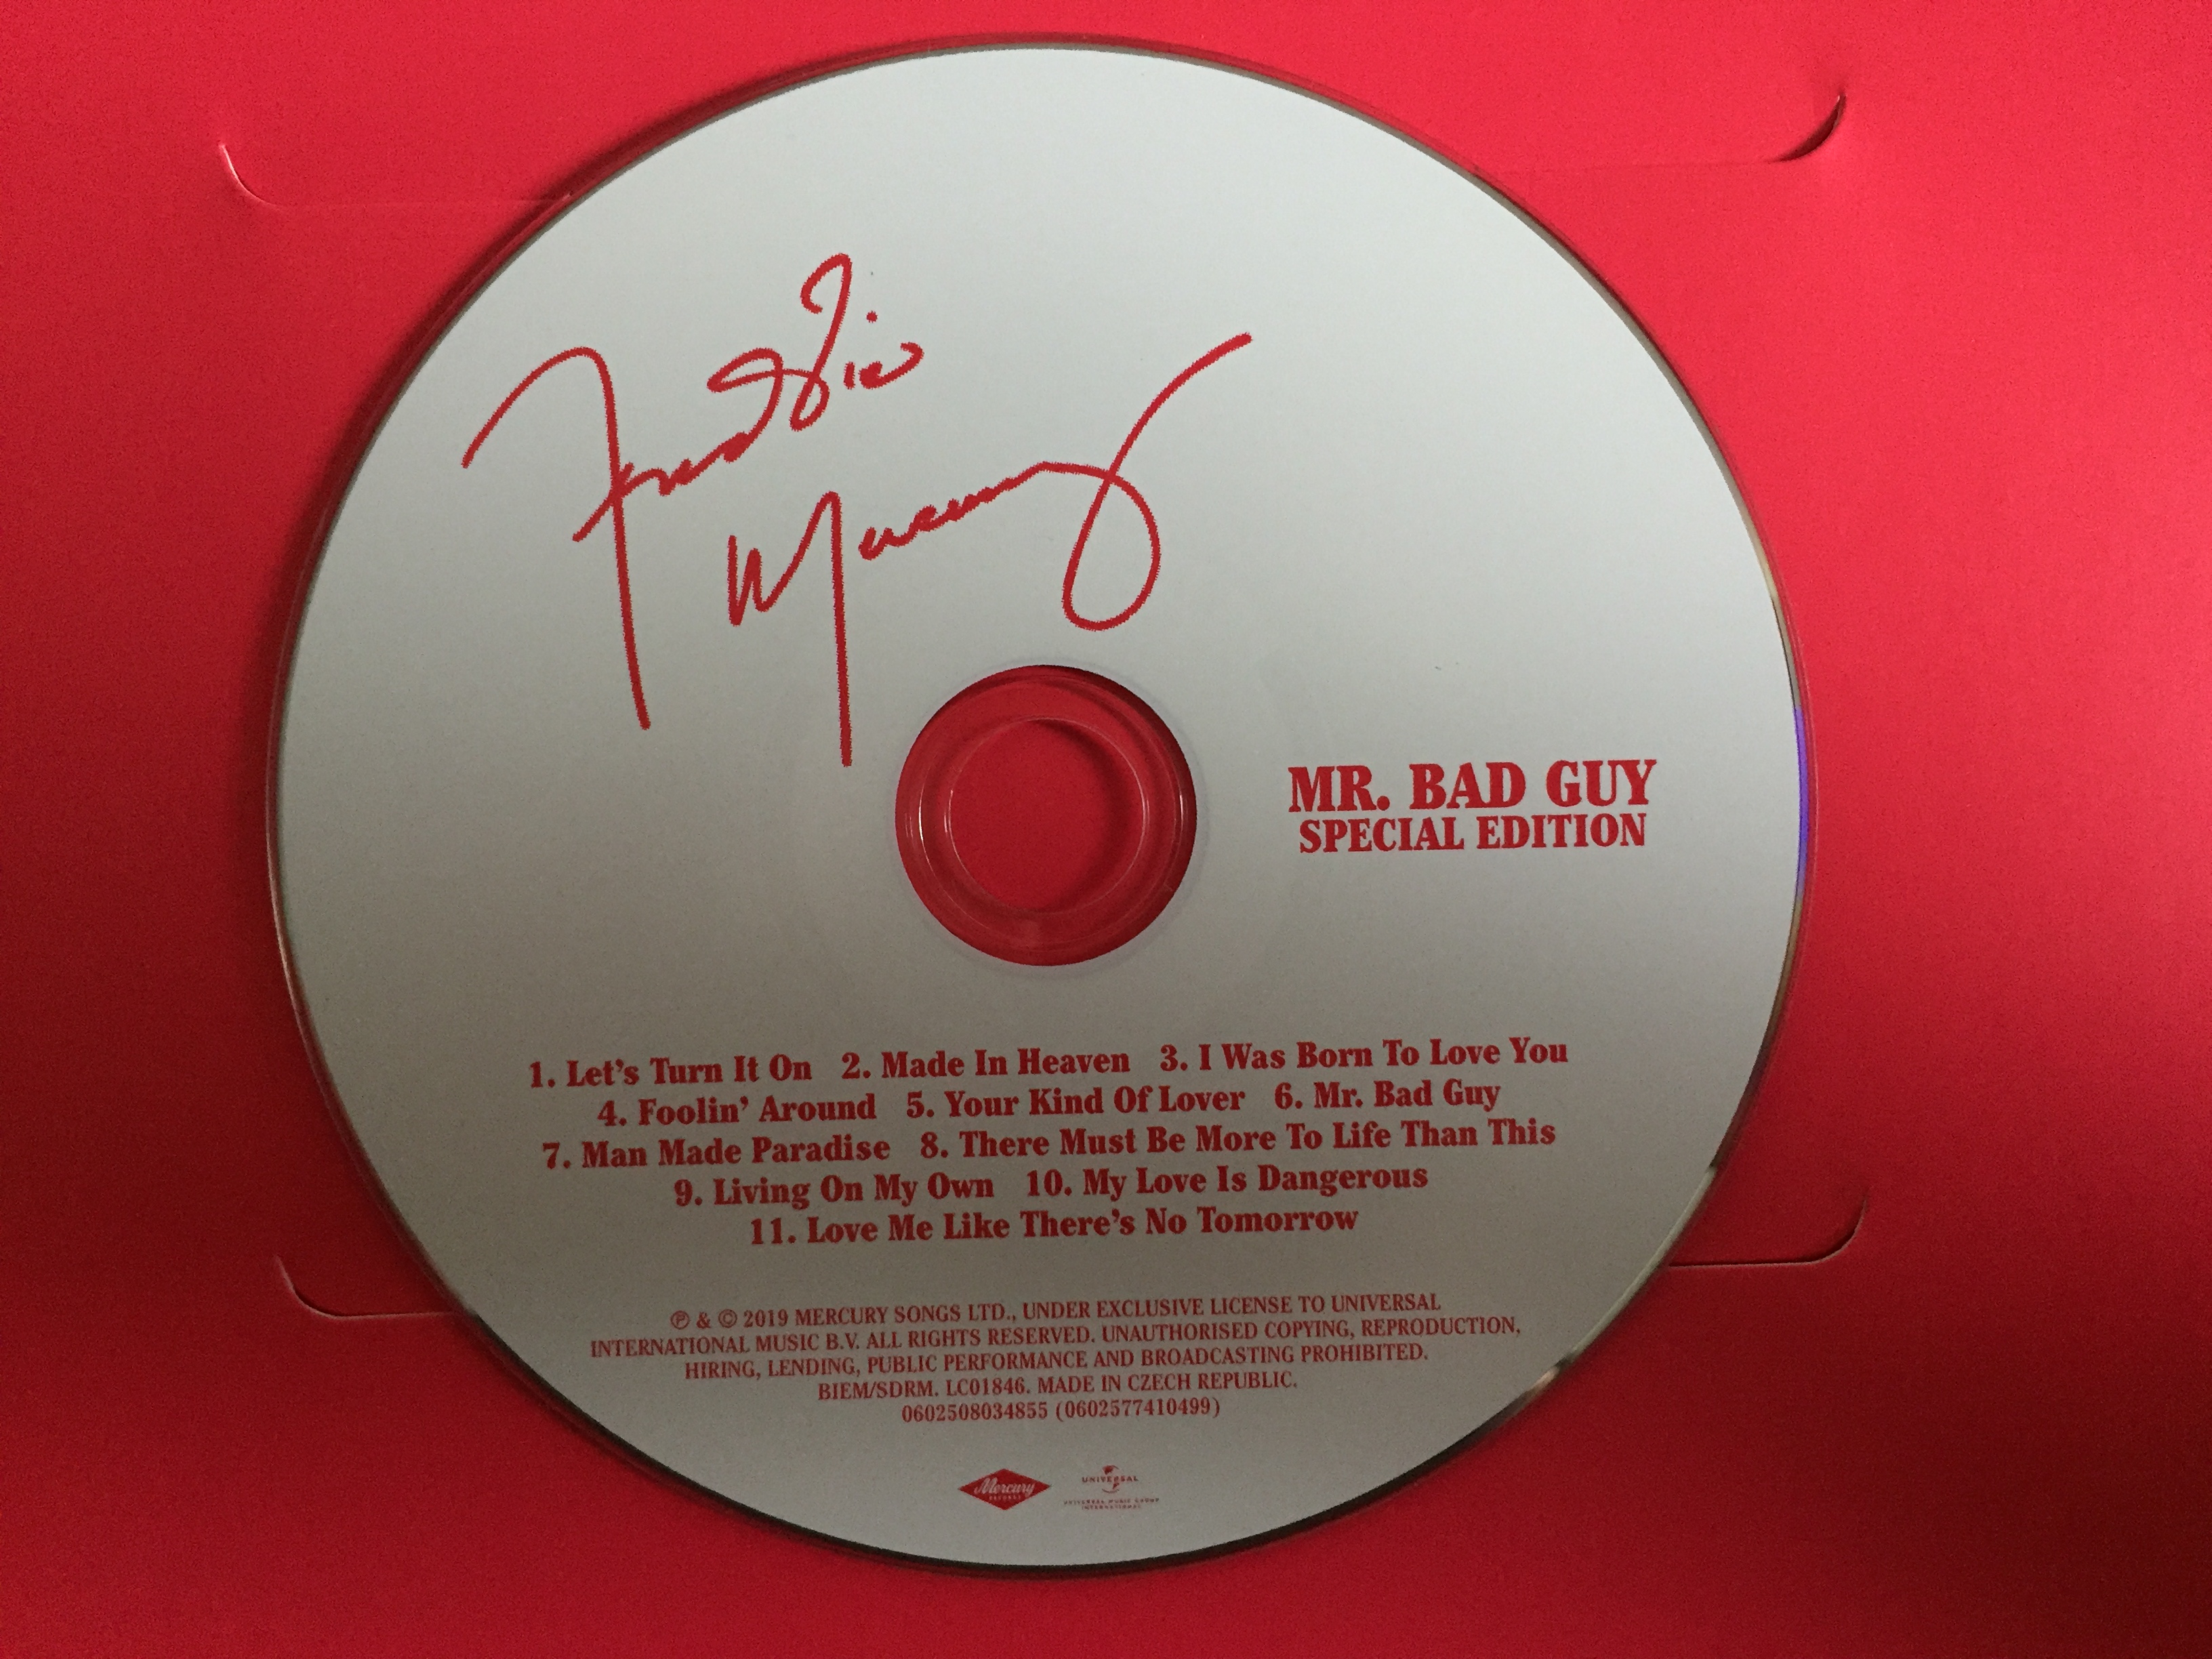 Freddie
Mercury
MR. BAD GUY
SPECIAL EDITION
1. Let's Turn It On 2. Made In Heaven 3. I Was Born To Love You
4. Foolin' Around 5. Your Kind Of Lover 6. Mr. Bad Guy
7. Man Made Paradise 8. There Must Be More To Life Than This
9. Living On My Own 10. My Love Is Dangerous
11. Love Me Like There's No Tomorrow
℗ & © 2019 MERCURY SONGS LTD., UNDER EXCLUSIVE LICENSE TO UNIVERSAL
INTERNATIONAL MUSIC B.V. ALL RIGHTS RESERVED. UNAUTHORISED COPYING, REPRODUCTION,
HIRING, LENDING, PUBLIC PERFORMANCE AND BROADCASTING PROHIBITED.
BIEM/SDRM. LC01846. MADE IN CZECH REPUBLIC.
0602508034855 (0602577410499)
Mercury
RECORDS
UNIVERSAL
UNIVERSAL MUSIC GROUP
INTERNATIONAL